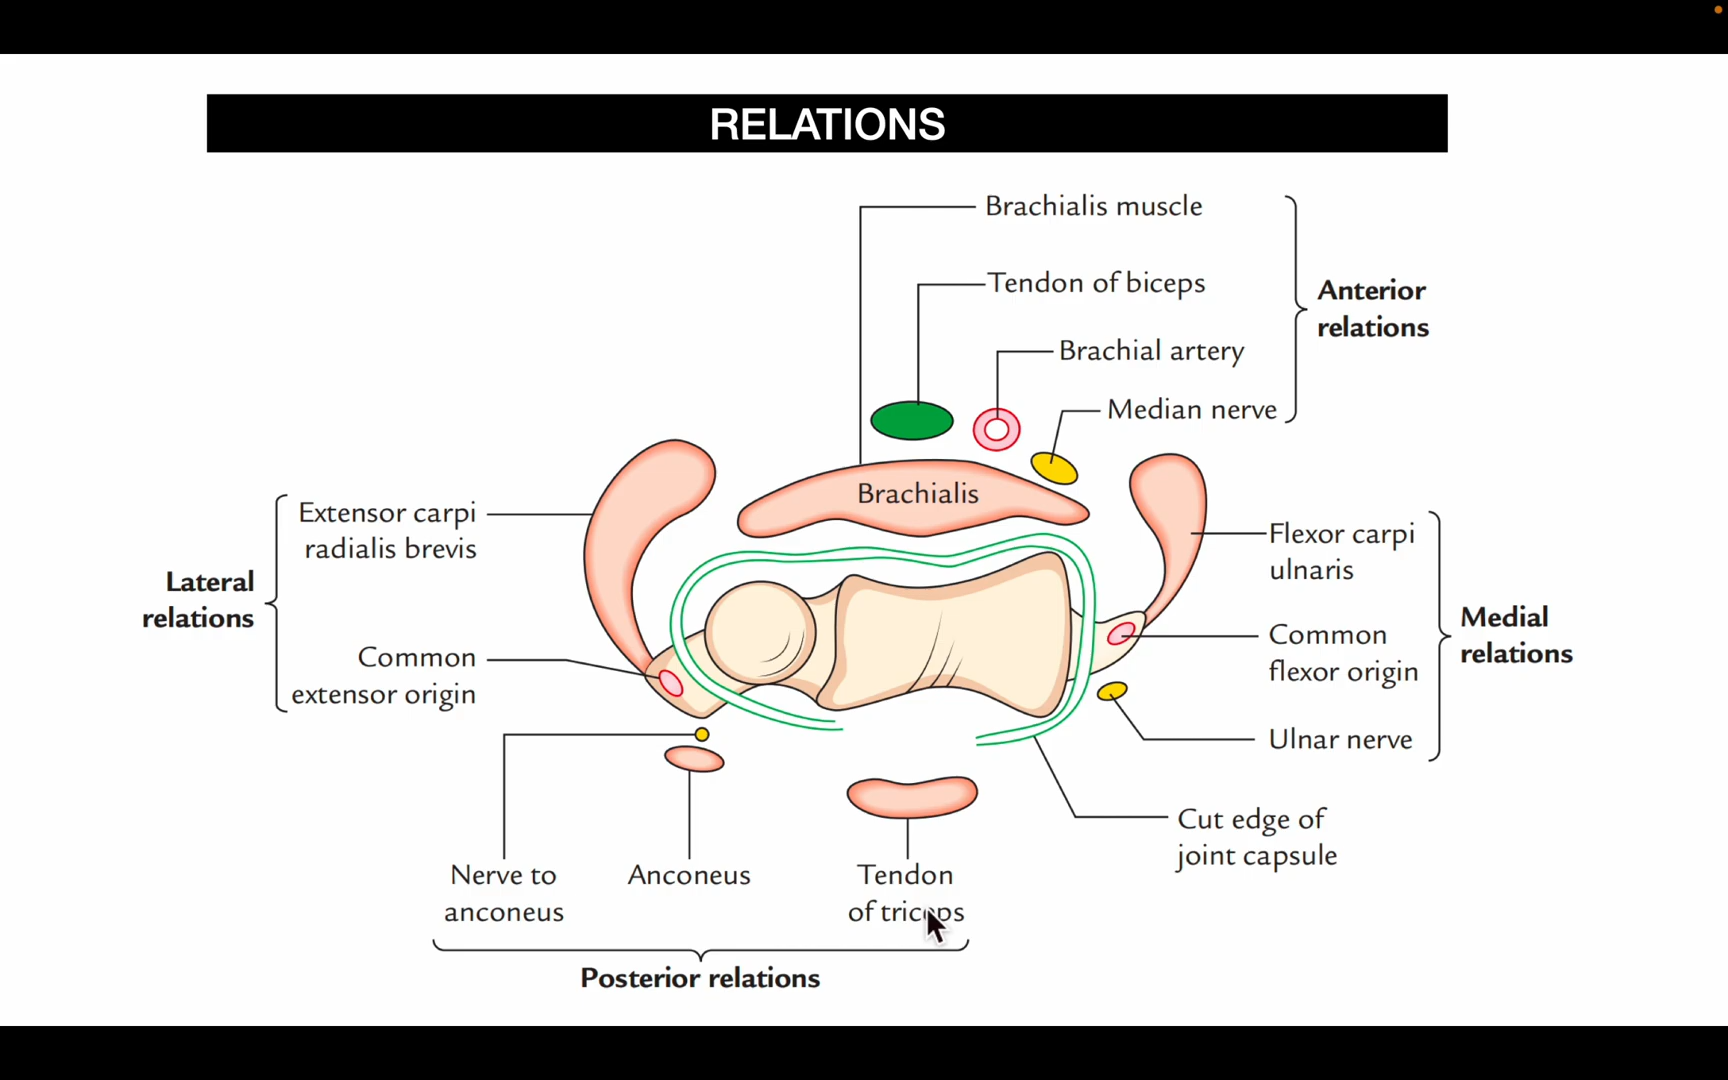 RELATIONS
Brachialis muscle
Tendon of biceps
Brachial artery
Median nerve
Anterior
relations
Brachialis
Extensor carpi
radialis brevis
Lateral
relations
Common
extensor origin
Flexor carpi
ulnaris
Common
flexor origin
Ulnar nerve
Medial
relations
Cut edge of
joint capsule
Nerve to
anconeus
Anconeus
Tendon
of triceps
Posterior relations